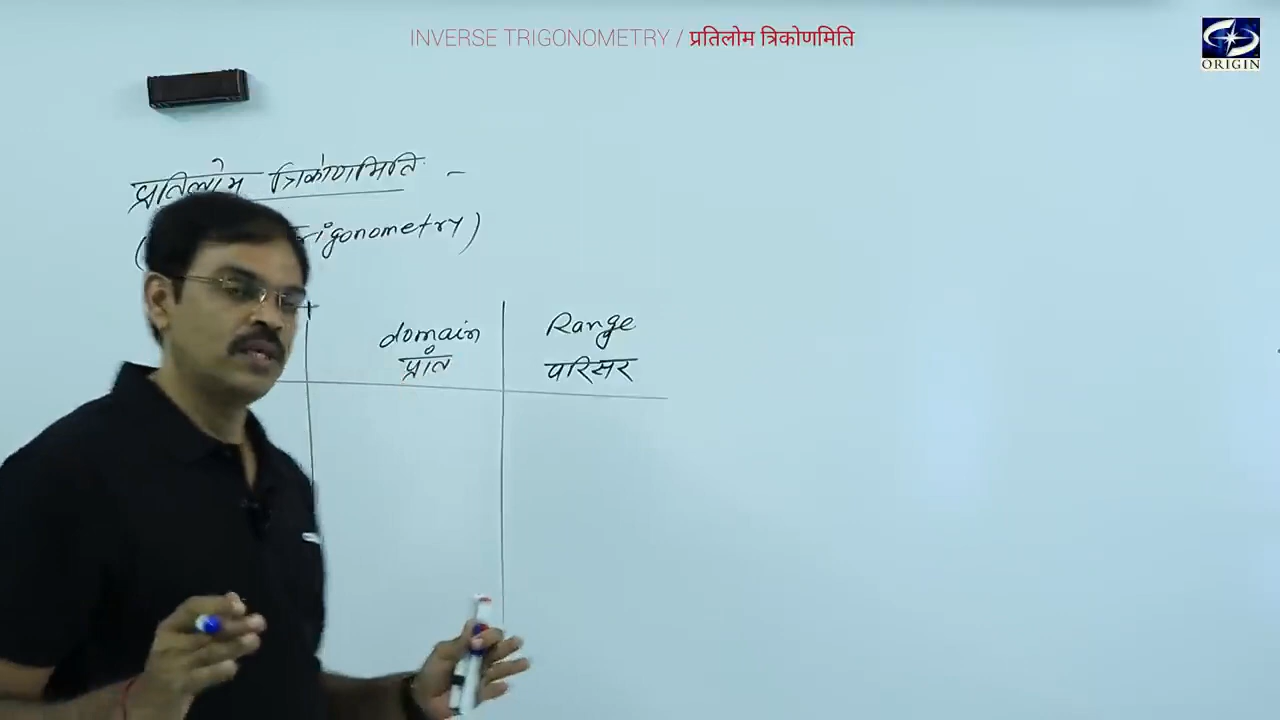 INVERSE TRIGONOMETRY / प्रतिलोम त्रिकोणमिति
ORIGIN
प्रतिलोम त्रिकोणमिति -
rigonometry)
domain
प्रांत
Range
परिसर